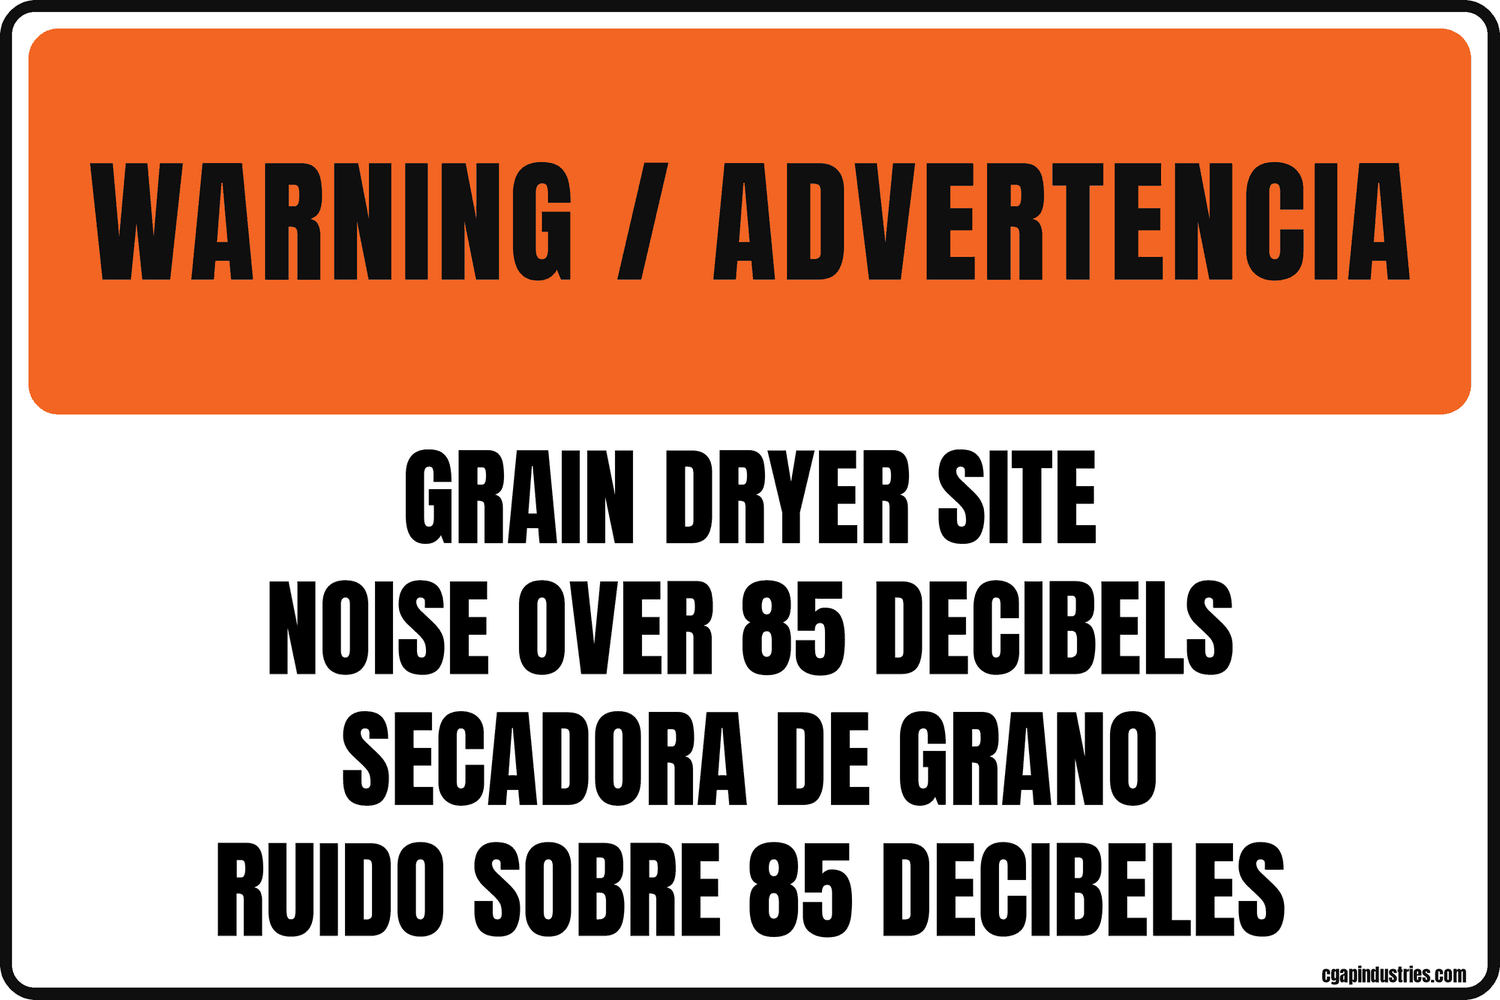 WARNING / ADVERTENCIA
GRAIN DRYER SITE
NOISE OVER 85 DECIBELS
SECADORA DE GRANO
RUIDO SOBRE 85 DECIBELES
cgapindustries.com